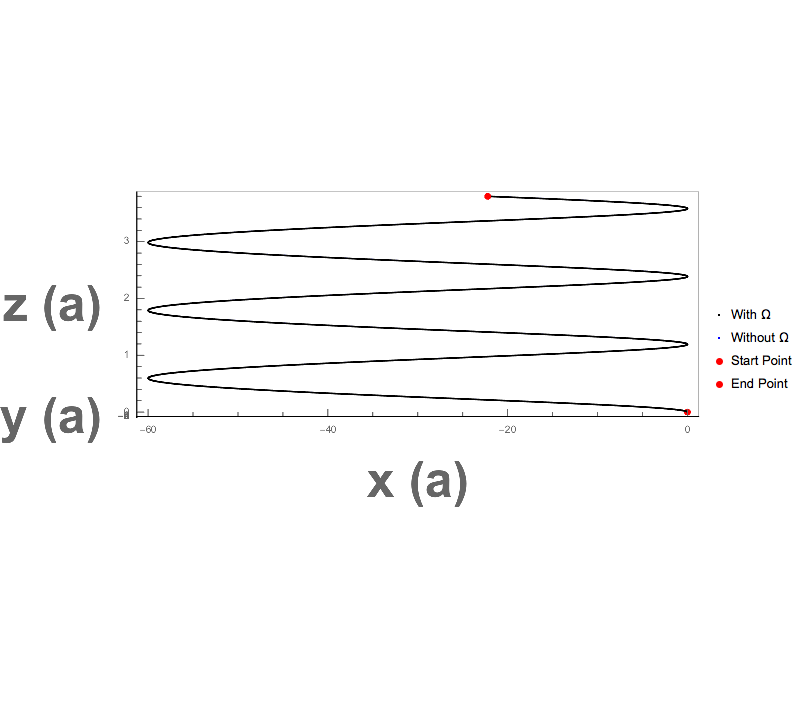 3
2
1
0
z (a)
y (a)
−60
−40
−20
0
x (a)
With Ω
Without Ω
Start Point
End Point